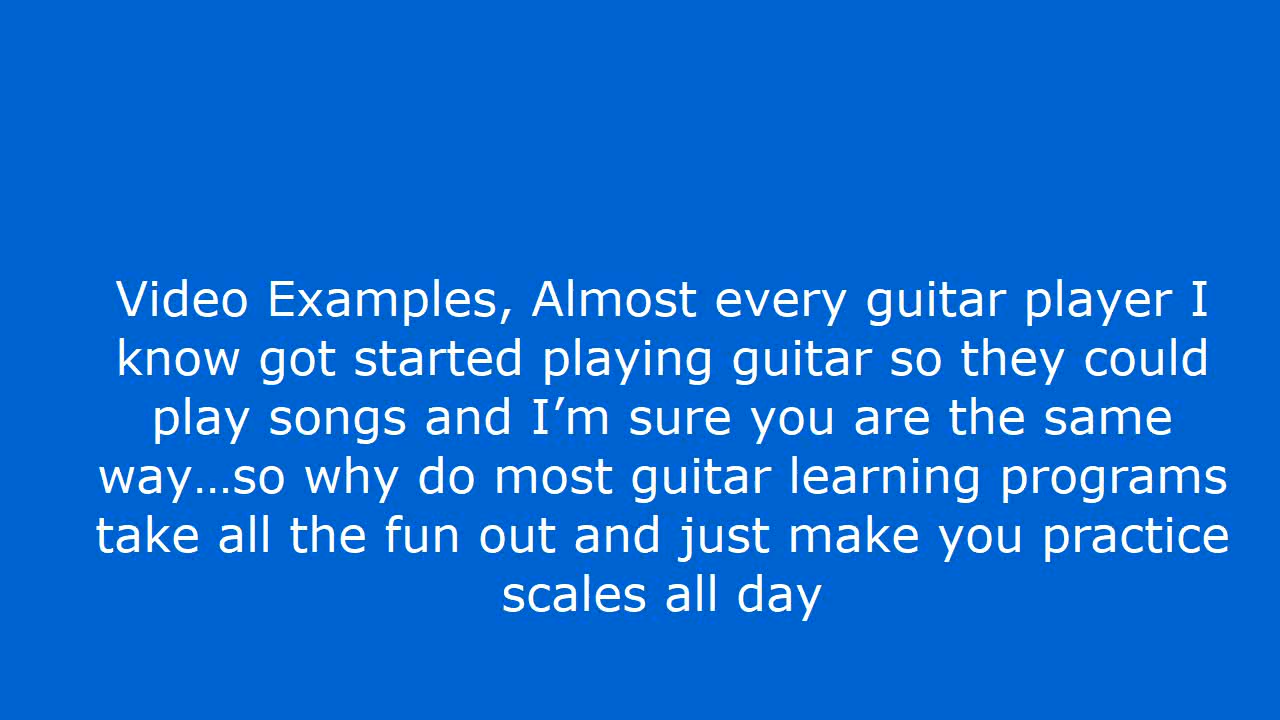 Video Examples, Almost every guitar player I
know got started playing guitar so they could
play songs and I’m sure you are the same
way…so why do most guitar learning programs
take all the fun out and just make you practice
scales all day